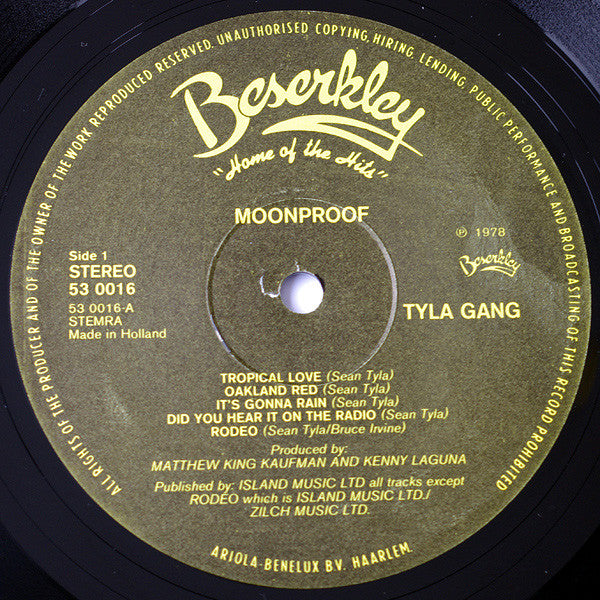 ALL RIGHTS OF THE PRODUCER AND OF THE OWNER OF THE WORK REPRODUCED RESERVED. UNAUTHORISED COPYING, HIRING, LENDING, PUBLIC PERFORMANCE AND BROADCASTING OF THIS RECORD PROHIBITED
Beserkley
"Home of the Hits"
MOONPROOF
Side 1
STEREO
53 0016
53 0016-A
STEMRA
Made in Holland
℗ 1978
Beserkley
TYLA GANG
TROPICAL LOVE (Sean Tyla)
OAKLAND RED (Sean Tyla)
IT'S GONNA RAIN (Sean Tyla)
DID YOU HEAR IT ON THE RADIO (Sean Tyla)
RODEO (Sean Tyla/Bruce Irvine)
Produced by:
MATTHEW KING KAUFMAN AND KENNY LAGUNA
Published by: ISLAND MUSIC LTD all tracks except
RODEO which is ISLAND MUSIC LTD./
ZILCH MUSIC LTD.
ARIOLA-BENELUX B.V. HAARLEM.